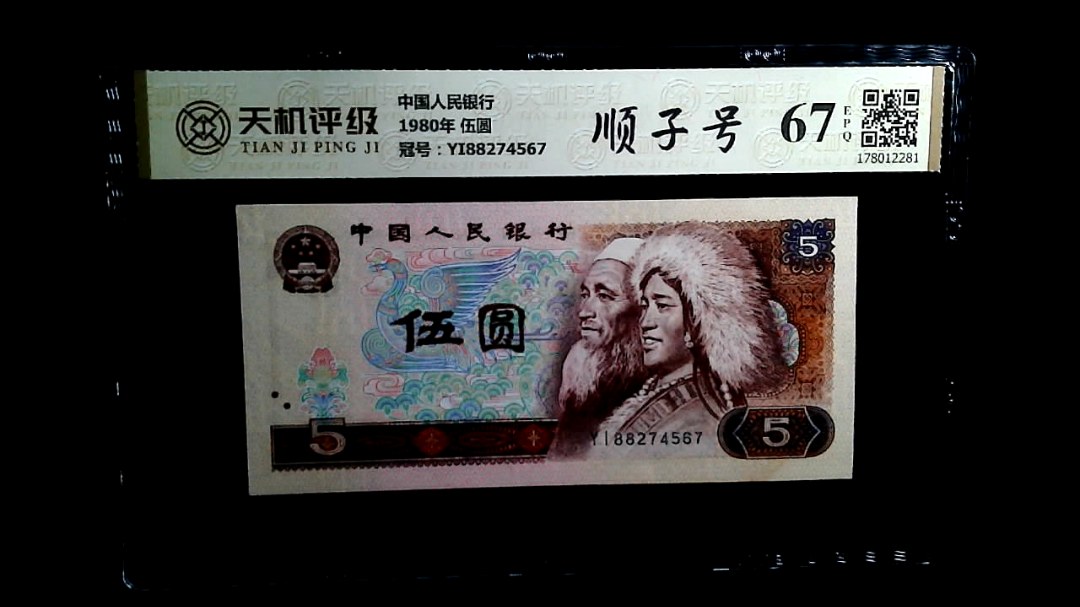 天机评级
TIAN JI PING JI
中国人民银行
1980年 伍圆
冠号：YI88274567
顺子号
67
EPQ
178012281
中国人民银行
5
伍圆
5
YI88274567
5